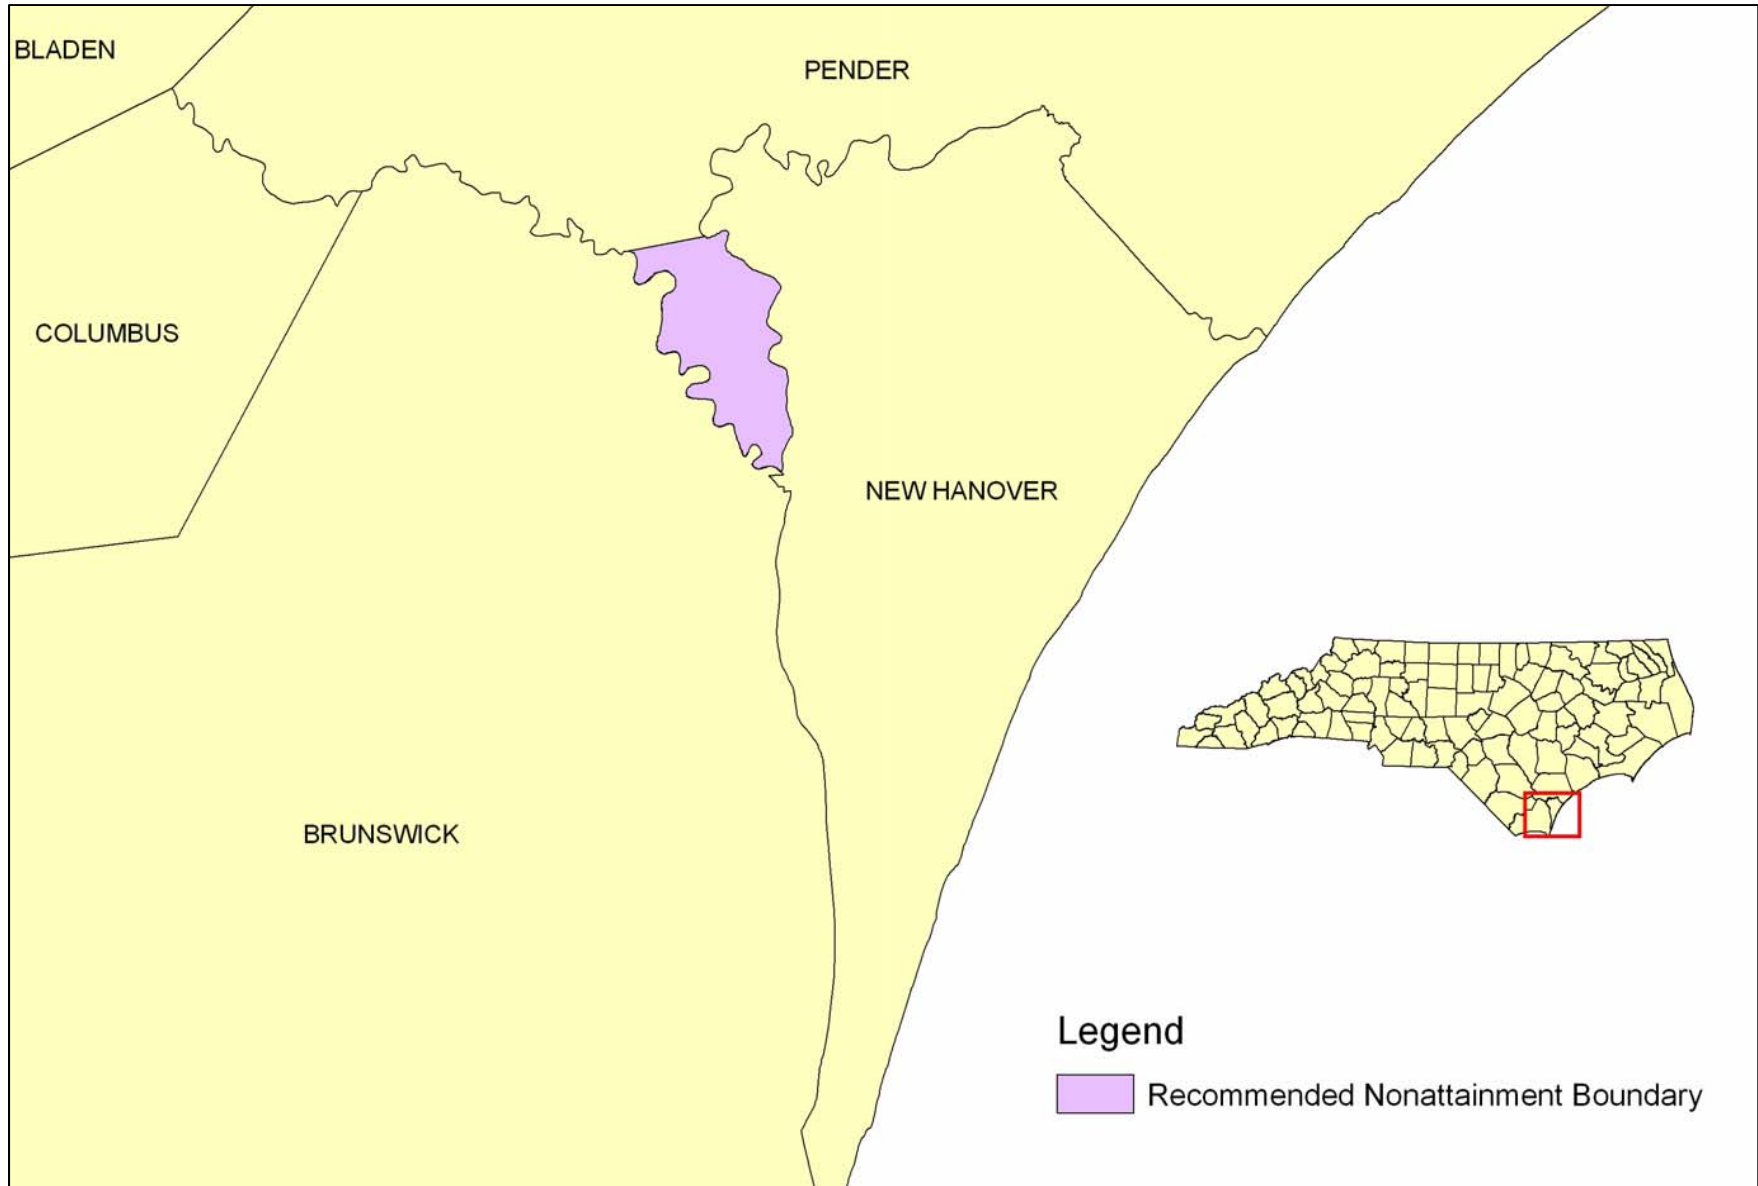 BLADEN
PENDER
COLUMBUS
NEW HANOVER
BRUNSWICK
Legend
Recommended Nonattainment Boundary